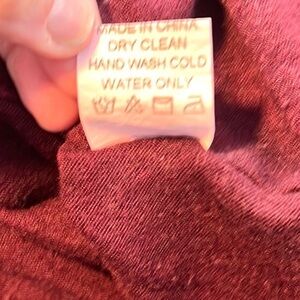 MADE IN CHINA
DRY CLEAN
HAND WASH COLD
WATER ONLY